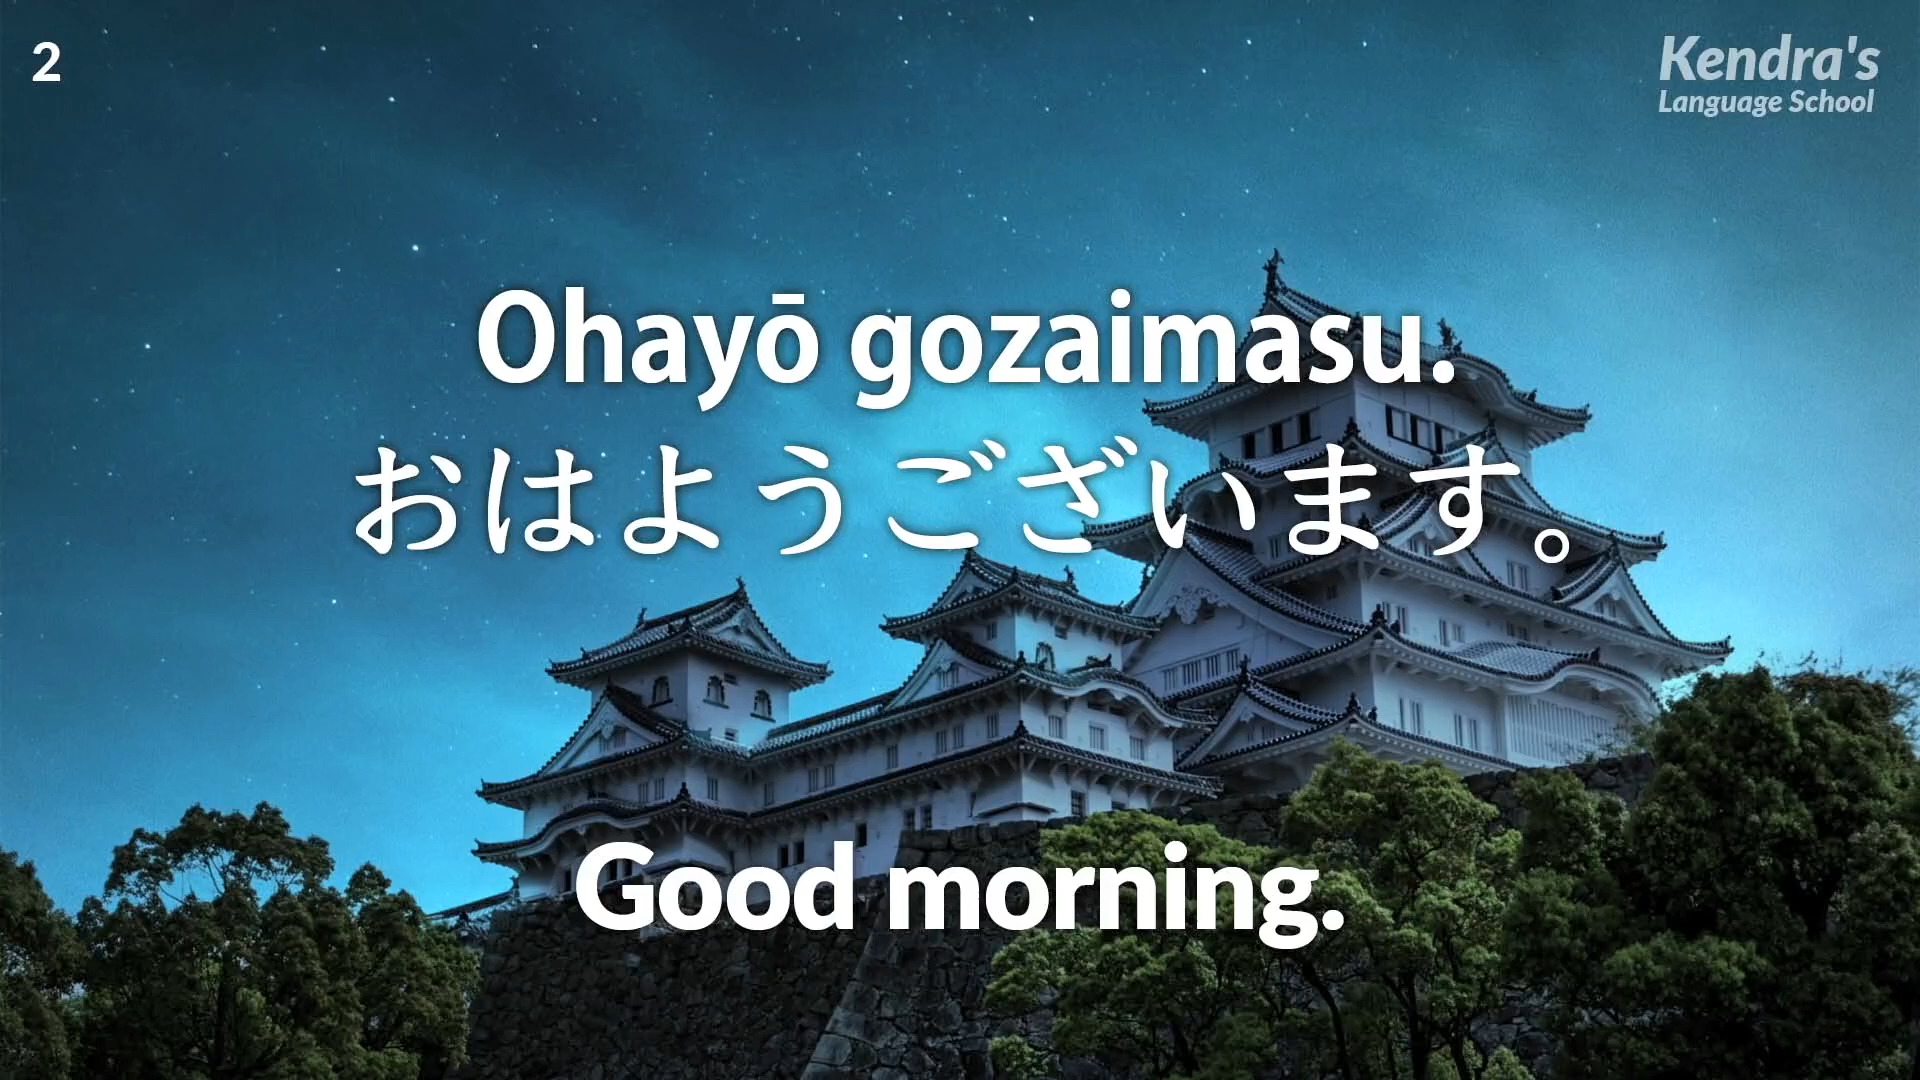 2
Kendra's
Language School
Ohayō gozaimasu.
おはようございます。
Good morning.